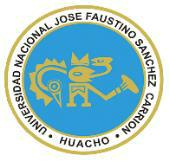 UNIVERSIDAD NACIONAL JOSE FAUSTINO SANCHEZ CARRION
• HUACHO •